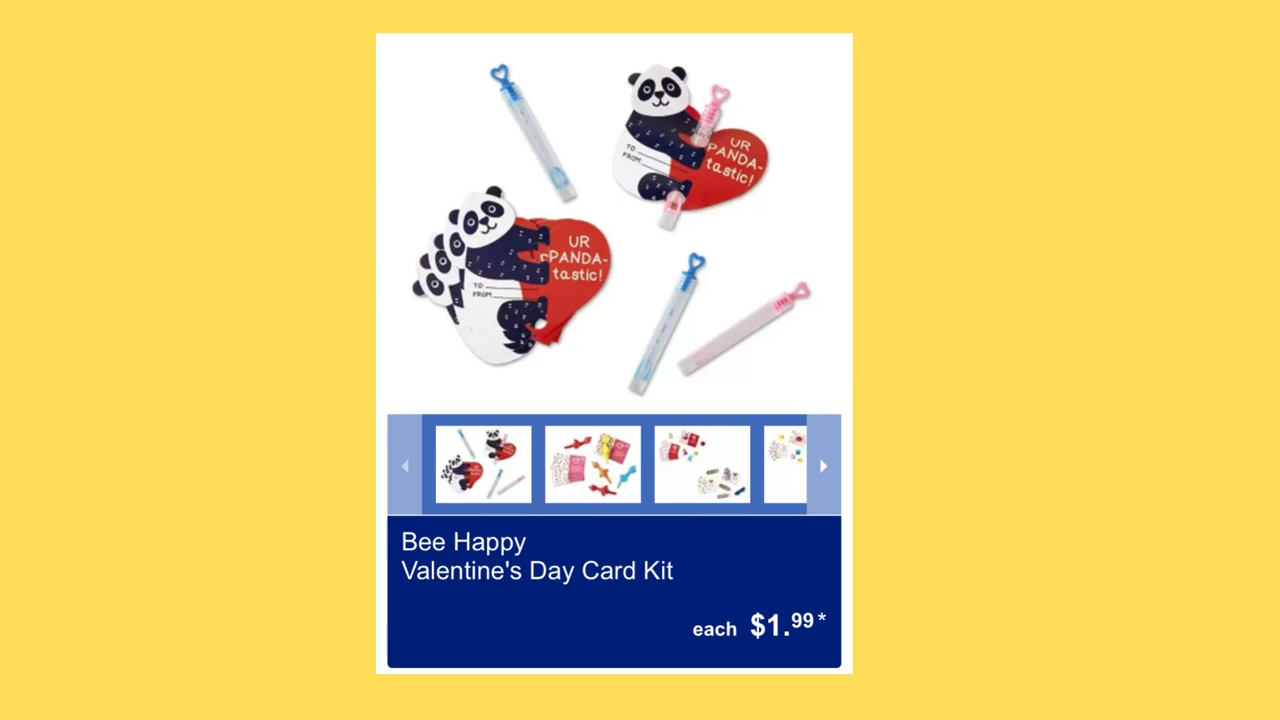 UR
PANDA-
tastic!
TO
FROM
UR
PANDA-
tastic!
TO
FROM
Bee Happy
Valentine's Day Card Kit
each $1.99*